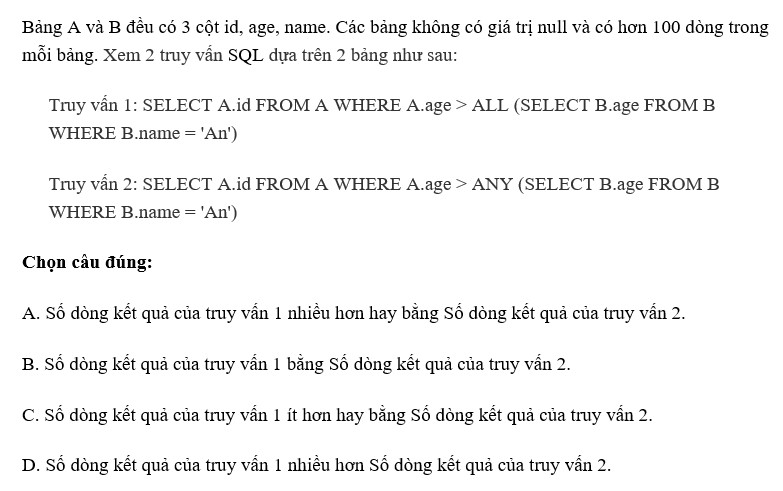 Bảng A và B đều có 3 cột id, age, name. Các bảng không có giá trị null và có hơn 100 dòng trong
mỗi bảng. Xem 2 truy vấn SQL dựa trên 2 bảng như sau:
Truy vấn 1: SELECT A.id FROM A WHERE A.age > ALL (SELECT B.age FROM B
WHERE B.name = 'An')
Truy vấn 2: SELECT A.id FROM A WHERE A.age > ANY (SELECT B.age FROM B
WHERE B.name = 'An')
Chọn câu đúng:
A. Số dòng kết quả của truy vấn 1 nhiều hơn hay bằng Số dòng kết quả của truy vấn 2.
B. Số dòng kết quả của truy vấn 1 bằng Số dòng kết quả của truy vấn 2.
C. Số dòng kết quả của truy vấn 1 ít hơn hay bằng Số dòng kết quả của truy vấn 2.
D. Số dòng kết quả của truy vấn 1 nhiều hơn Số dòng kết quả của truy vấn 2.